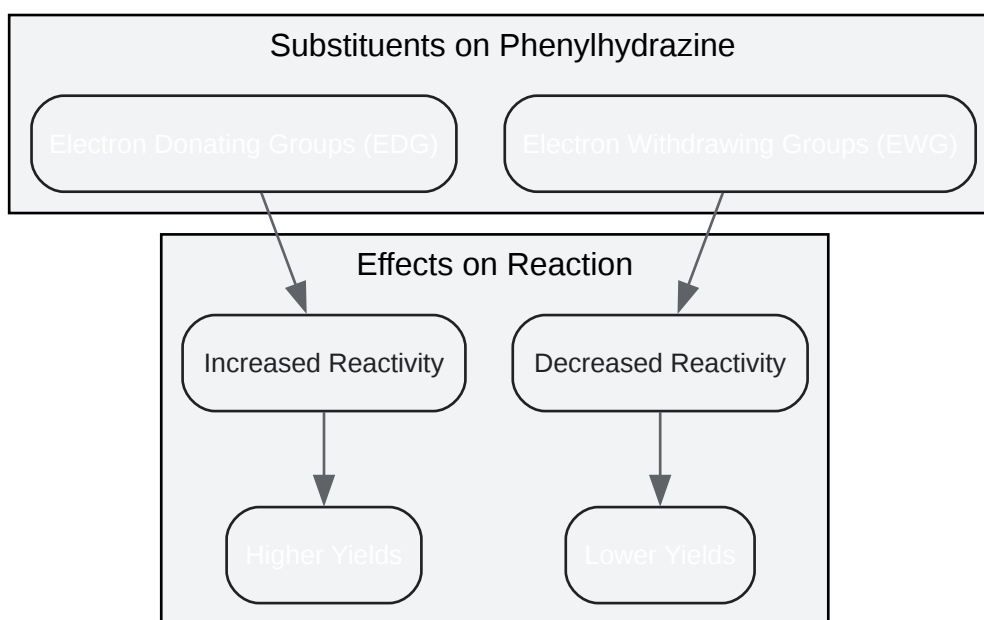 Substituents on Phenylhydrazine
Electron Donating Groups (EDG)
Electron Withdrawing Groups (EWG)
Effects on Reaction
Increased Reactivity
Decreased Reactivity
Higher Yields
Lower Yields